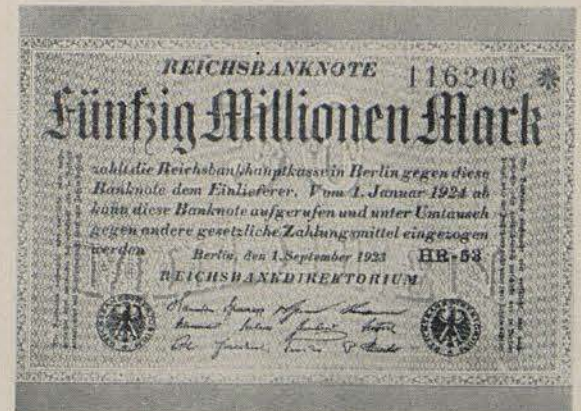 REICHSBANKNOTE
116206 *
Fünfzig Millionen Mark
zahlt die Reichsbankhauptkasse in Berlin gegen diese
Banknote dem Einlieferer. Vom 1. Januar 1924 ab
kann diese Banknote aufgerufen und unter Umtausch
gegen andere gesetzliche Zahlungsmittel eingezogen
werden
Berlin, den 1. September 1923
HR-53
REICHSBANKDIREKTORIUM